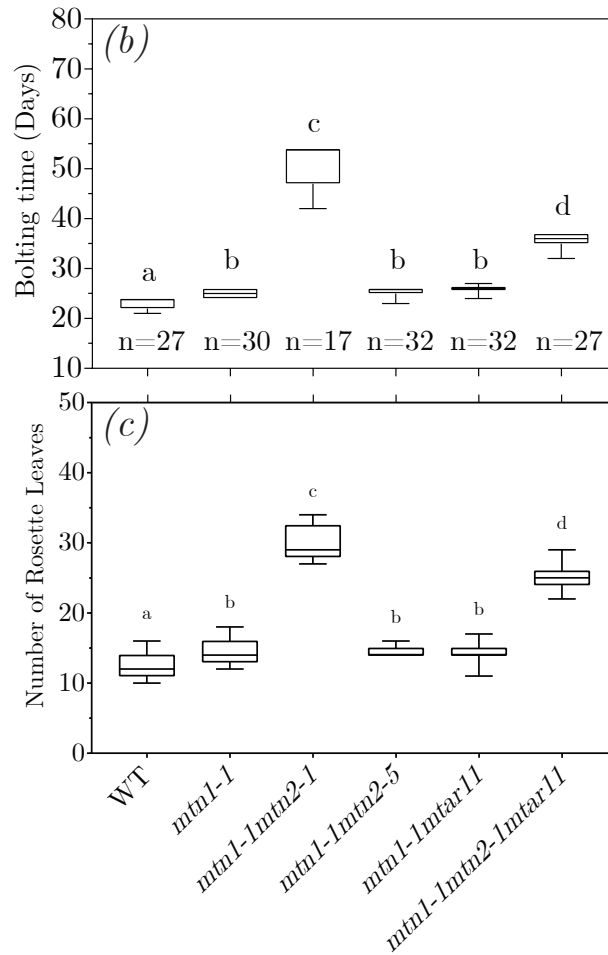 (b)
Bolting time (Days)
80
70
60
50
40
30
20
10
a
b
c
b
b
d
n=27
n=30
n=17
n=32
n=32
n=27
(c)
Number of Rosette Leaves
50
40
30
20
10
0
a
b
c
b
b
d
WT
mtn1-1
mtn1-1mtn2-1
mtn1-1mtn2-5
mtn1-1mtar11
mtn1-1mtn2-1mtar11